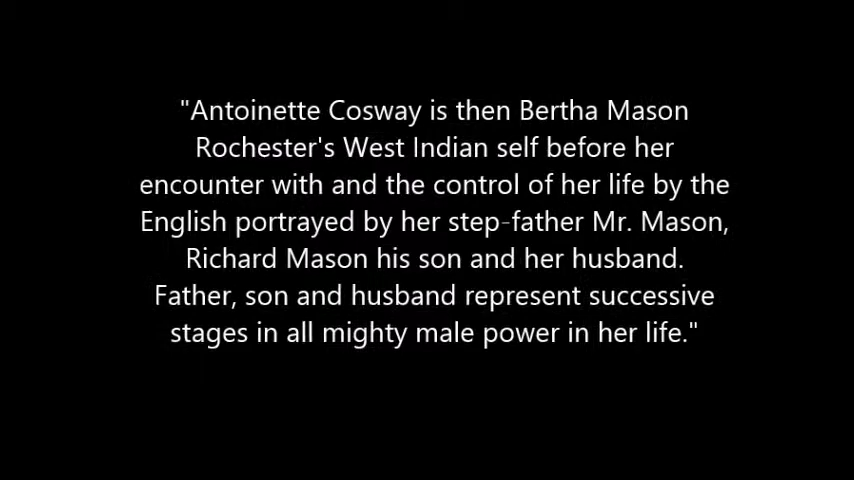 "Antoinette Cosway is then Bertha Mason
Rochester's West Indian self before her
encounter with and the control of her life by the
English portrayed by her step-father Mr. Mason,
Richard Mason his son and her husband.
Father, son and husband represent successive
stages in all mighty male power in her life."